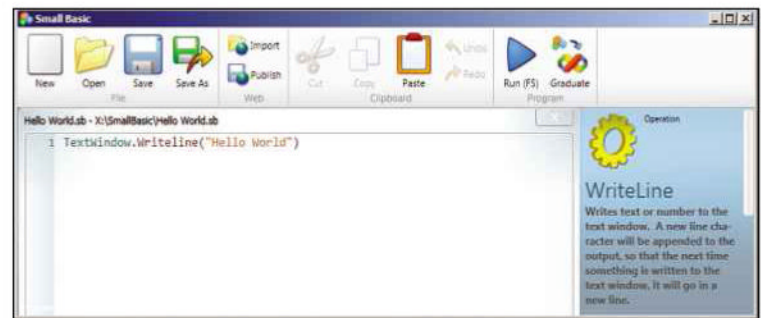 Small Basic
New
Open
Save
Save As
File
Import
Publish
Web
Cut
Copy
Paste
Undo
Redo
Clipboard
Run (F5)
Graduate
Program
Hello World.sb - X:\SmallBasic\Hello World.sb
1 TextWindow.Writeline("Hello World")
Operation
WriteLine
Writes text or number to the
text window. A new line cha-
racter will be appended to the
output, so that the next time
something is written to the
text window, it will go in a
new line.